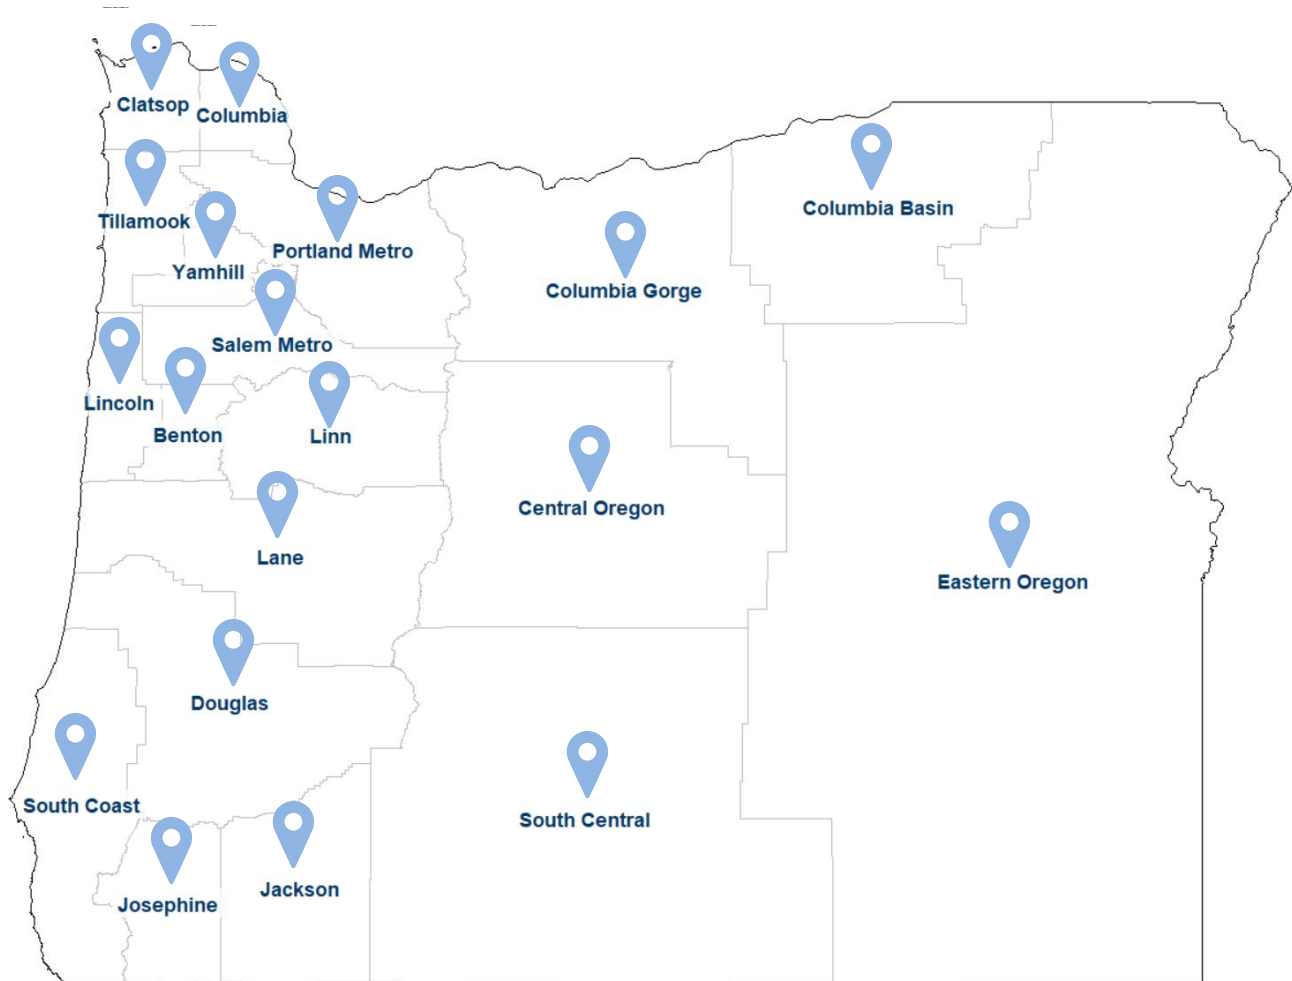 Clatsop
Columbia
Columbia Basin
Tillamook
Portland Metro
Yamhill
Columbia Gorge
Salem Metro
Lincoln
Benton
Linn
Central Oregon
Lane
Eastern Oregon
Douglas
South Coast
South Central
Jackson
Josephine